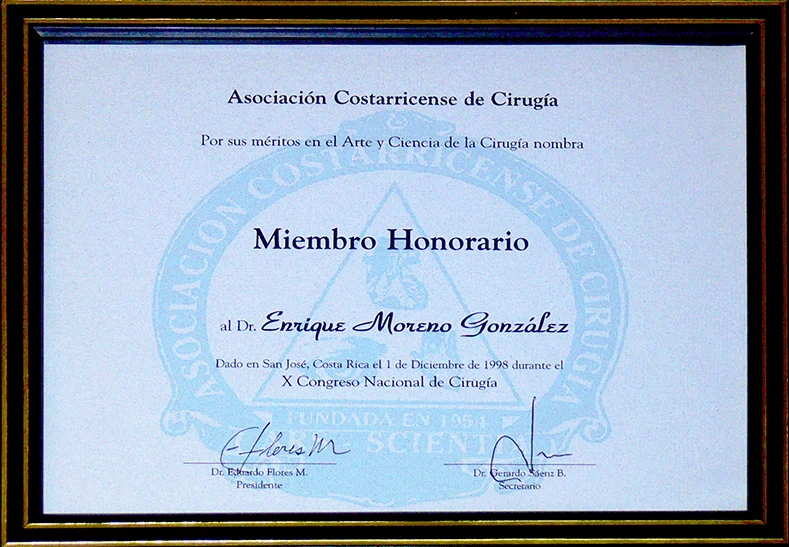 Asociación Costarricense de Cirugía
Por sus méritos en el Arte y Ciencia de la Cirugía nombra
ASOCIACION COSTARRICENSE DE CIRUGIA
Miembro Honorario
al Dr. Enrique Moreno González
Dado en San José, Costa Rica el 1 de Diciembre de 1998 durante el
X Congreso Nacional de Cirugía
FUNDADA EN 1954
SCIENT
E Flores M
Dr. Eduardo Flores M.
Presidente
Dr. Gerardo Sáenz B.
Secretario